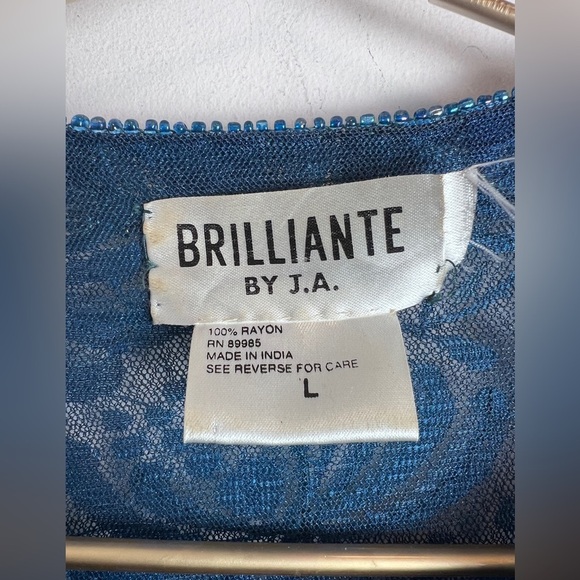 BRILLIANTE
BY J.A.
100% RAYON
RN 89985
MADE IN INDIA
SEE REVERSE FOR CARE
L